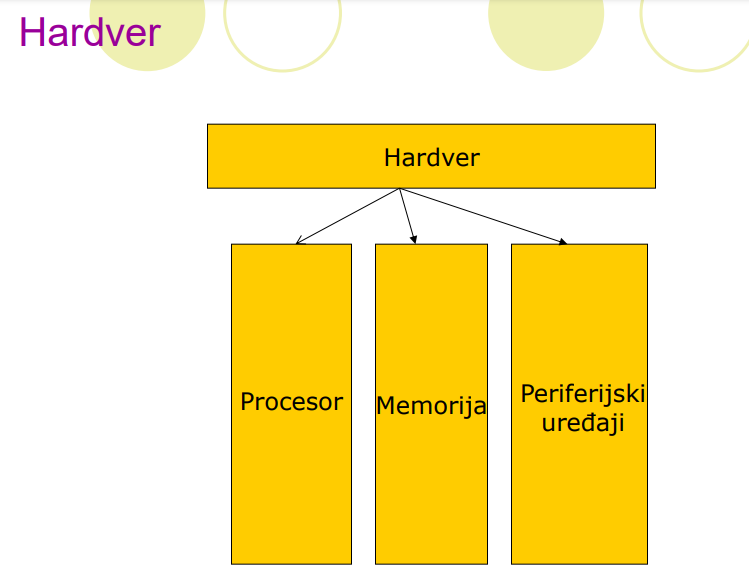 Hardver
Hardver
Procesor
Memorija
Periferijski
uređaji